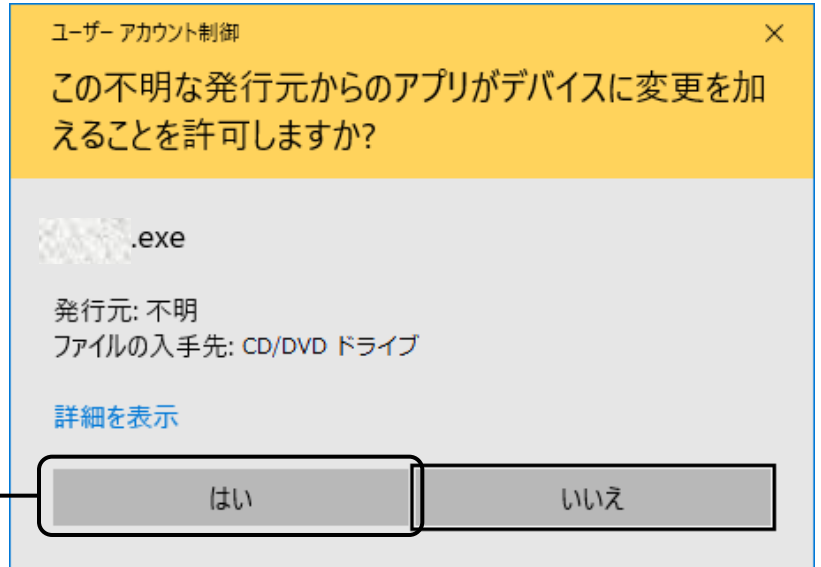 ユーザー アカウント制御
この不明な発行元からのアプリがデバイスに変更を加
えることを許可しますか?
.exe
発行元: 不明
ファイルの入手先: CD/DVD ドライブ
詳細を表示
はい
いいえ